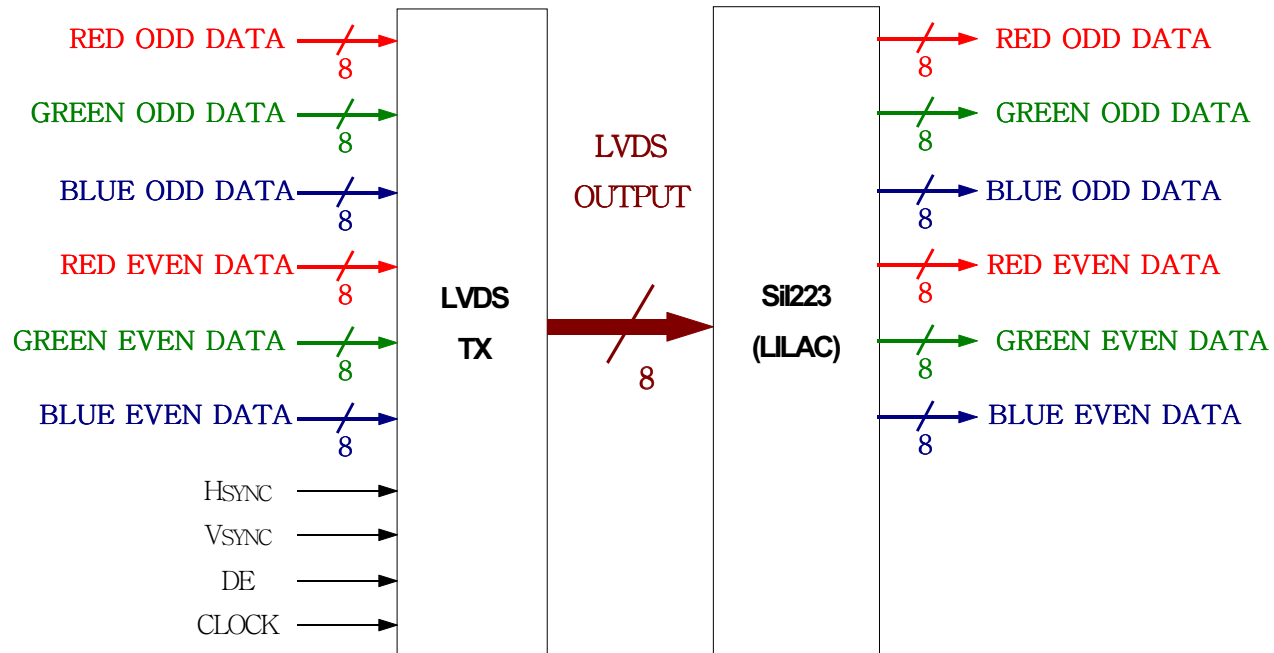 RED ODD DATA
8
GREEN ODD DATA
8
BLUE ODD DATA
8
RED EVEN DATA
8
GREEN EVEN DATA
8
BLUE EVEN DATA
8
HSYNC
VSYNC
DE
CLOCK
LVDS
TX
LVDS
OUTPUT
8
SiI223
(LILAC)
RED ODD DATA
8
GREEN ODD DATA
8
BLUE ODD DATA
8
RED EVEN DATA
8
GREEN EVEN DATA
8
BLUE EVEN DATA
8